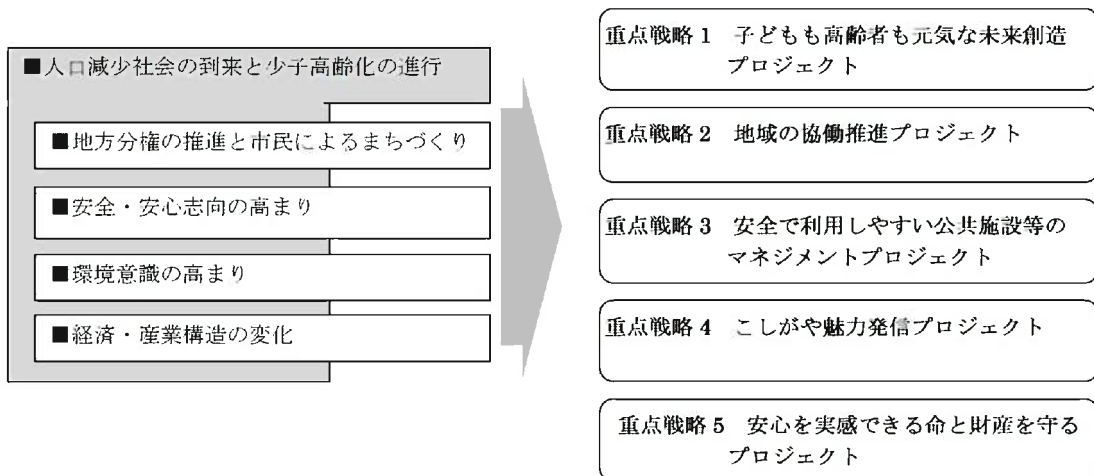 ■人口減少社会の到来と少子高齢化の進行
■地方分権の推進と市民によるまちづくり
■安全・安心志向の高まり
■環境意識の高まり
■経済・産業構造の変化
重点戦略1 子どもも高齢者も元気な未来創造
プロジェクト
重点戦略2 地域の協働推進プロジェクト
重点戦略3 安全で利用しやすい公共施設等の
マネジメントプロジェクト
重点戦略4 こしがや魅力発信プロジェクト
重点戦略5 安心を実感できる命と財産を守る
プロジェクト